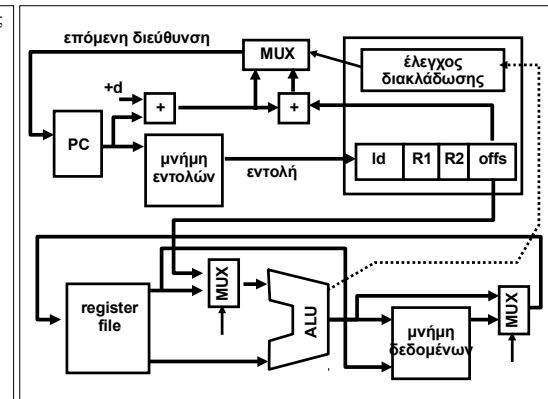 ς
επόμενη διεύθυνση
MUX
έλεγχος
διακλάδωσης
+d
+
+
PC
μνήμη
εντολών
εντολή
ld
R1
R2
offs
register
file
MUX
ALU
μνήμη
δεδομένων
MUX